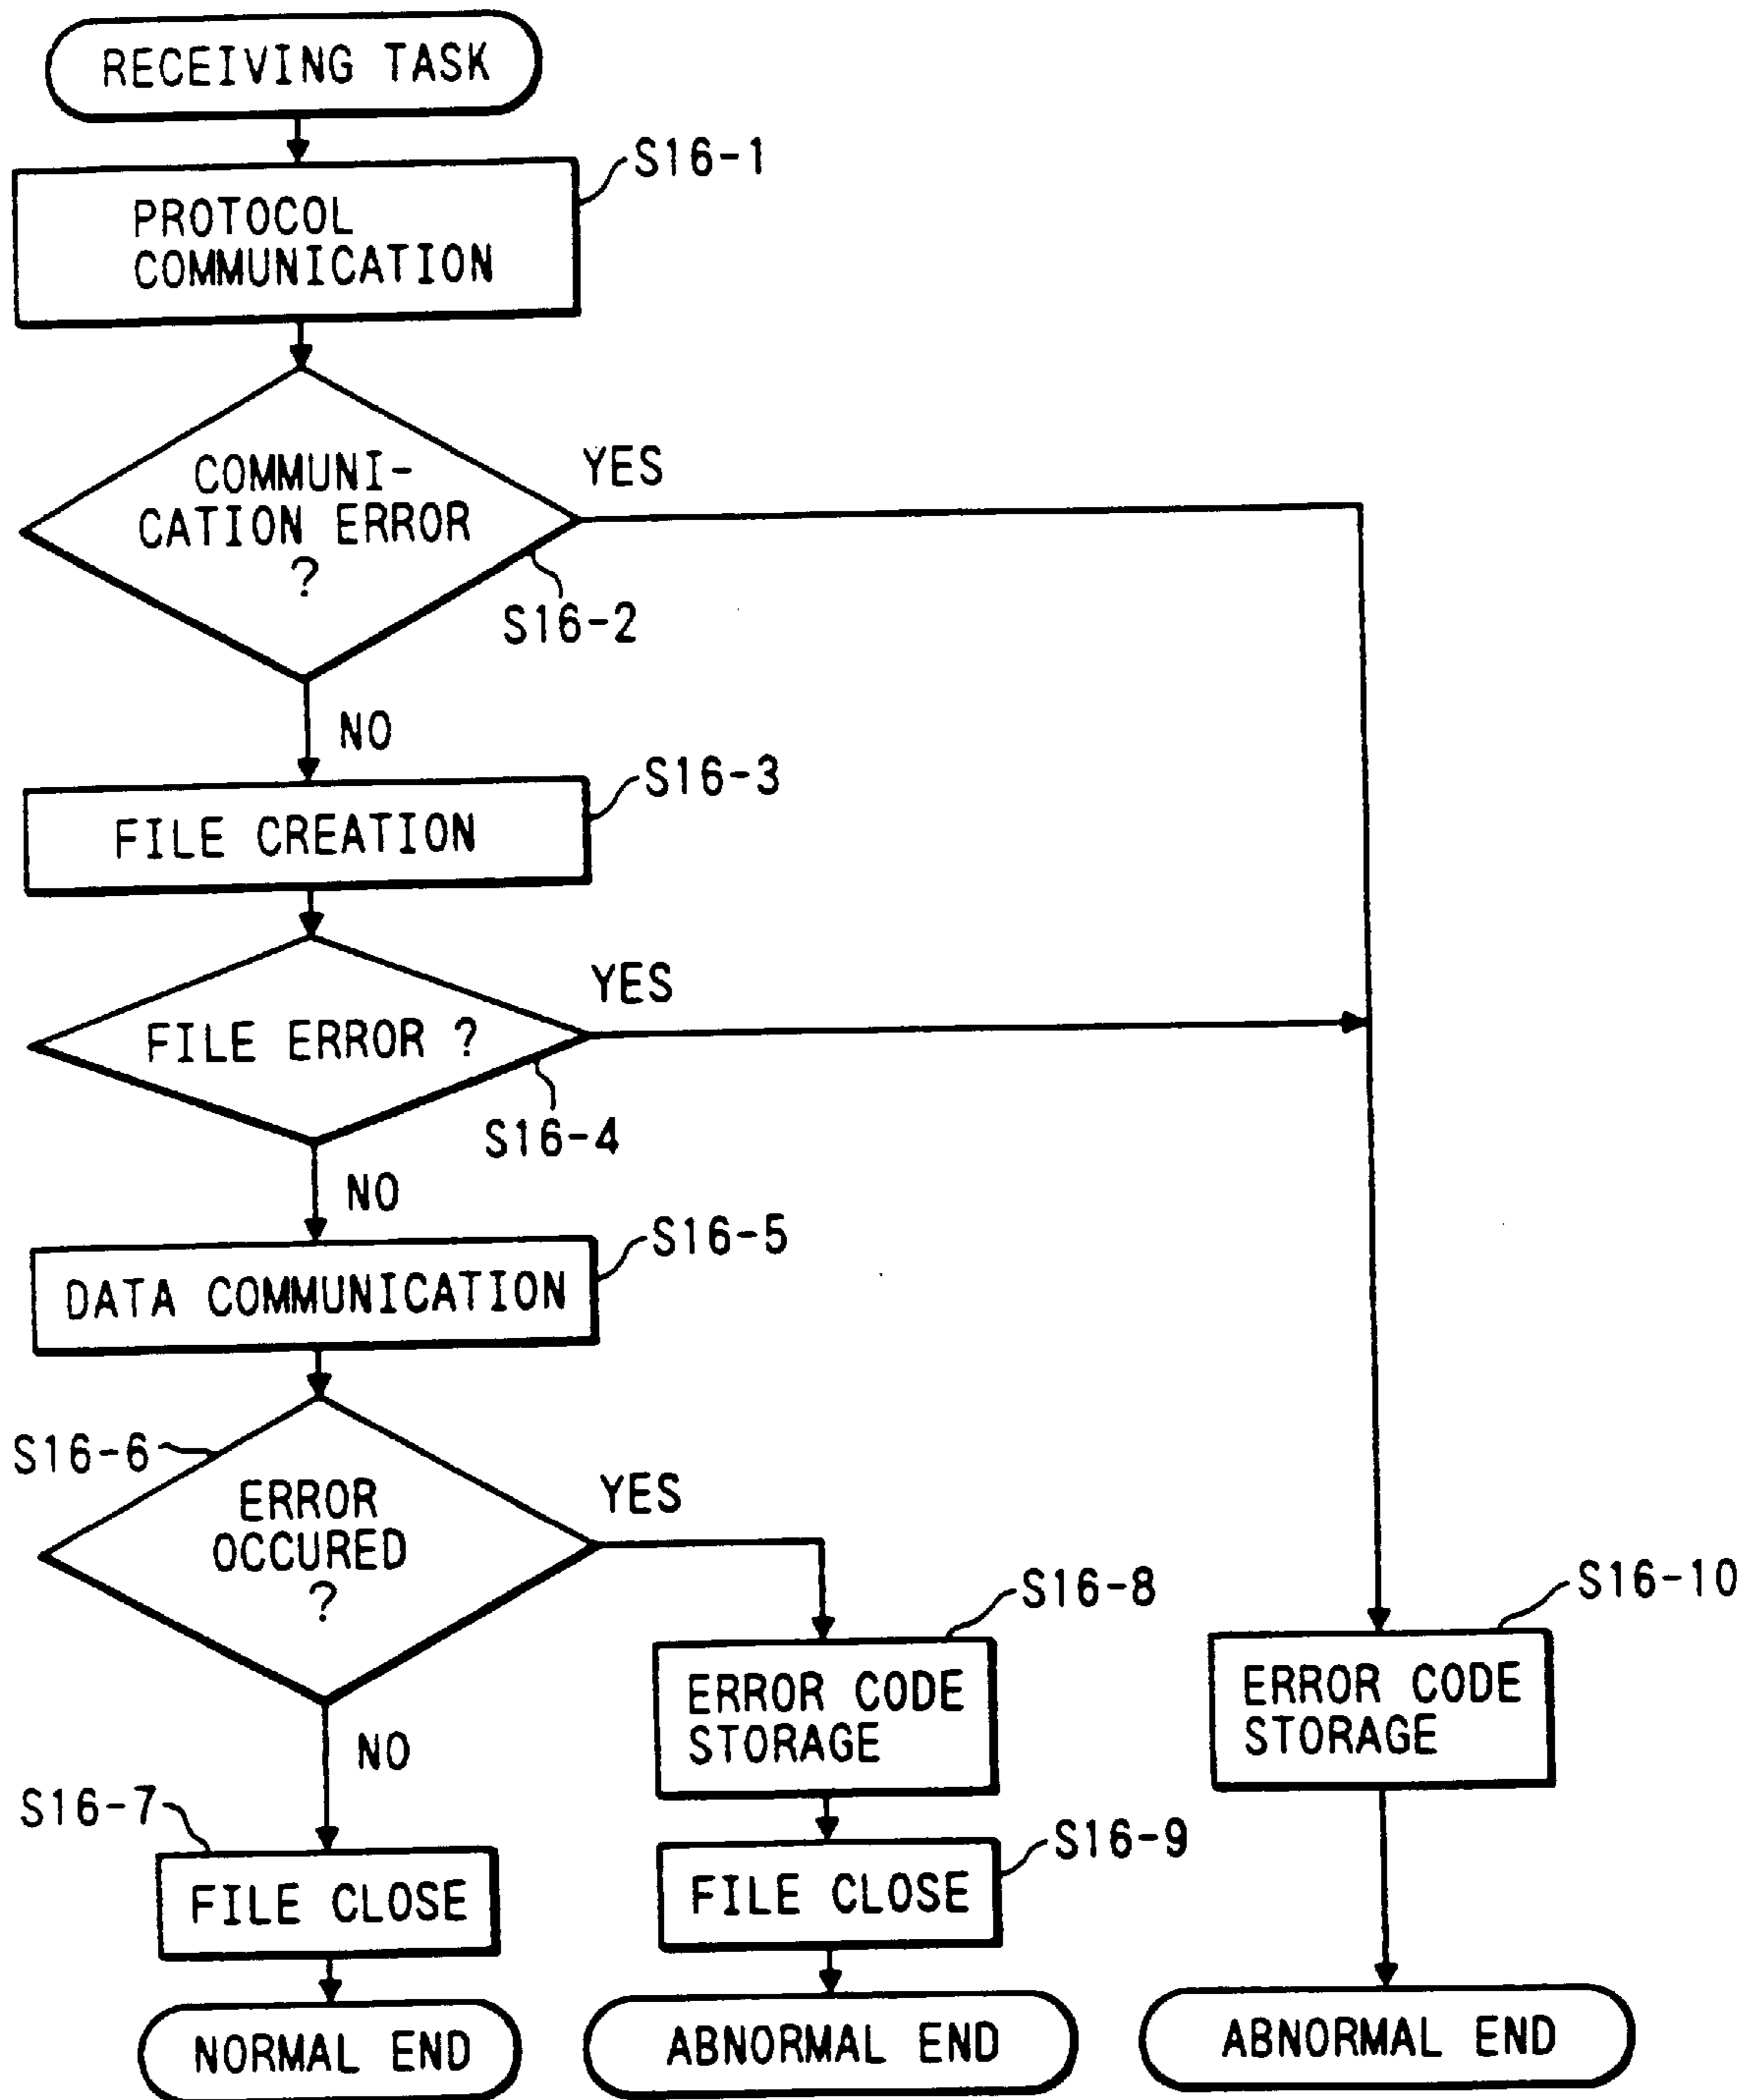 RECEIVING TASK
S16-1
PROTOCOL
COMMUNICATION
COMMUNI-
CATION ERROR
?
YES
S16-2
NO
S16-3
FILE CREATION
YES
FILE ERROR ?
S16-4
NO
S16-5
DATA COMMUNICATION
S16-6
ERROR
OCCURED
?
YES
S16-8
S16-10
ERROR CODE
STORAGE
ERROR CODE
STORAGE
NO
S16-7
S16-9
FILE CLOSE
FILE CLOSE
NORMAL END
ABNORMAL END
ABNORMAL END